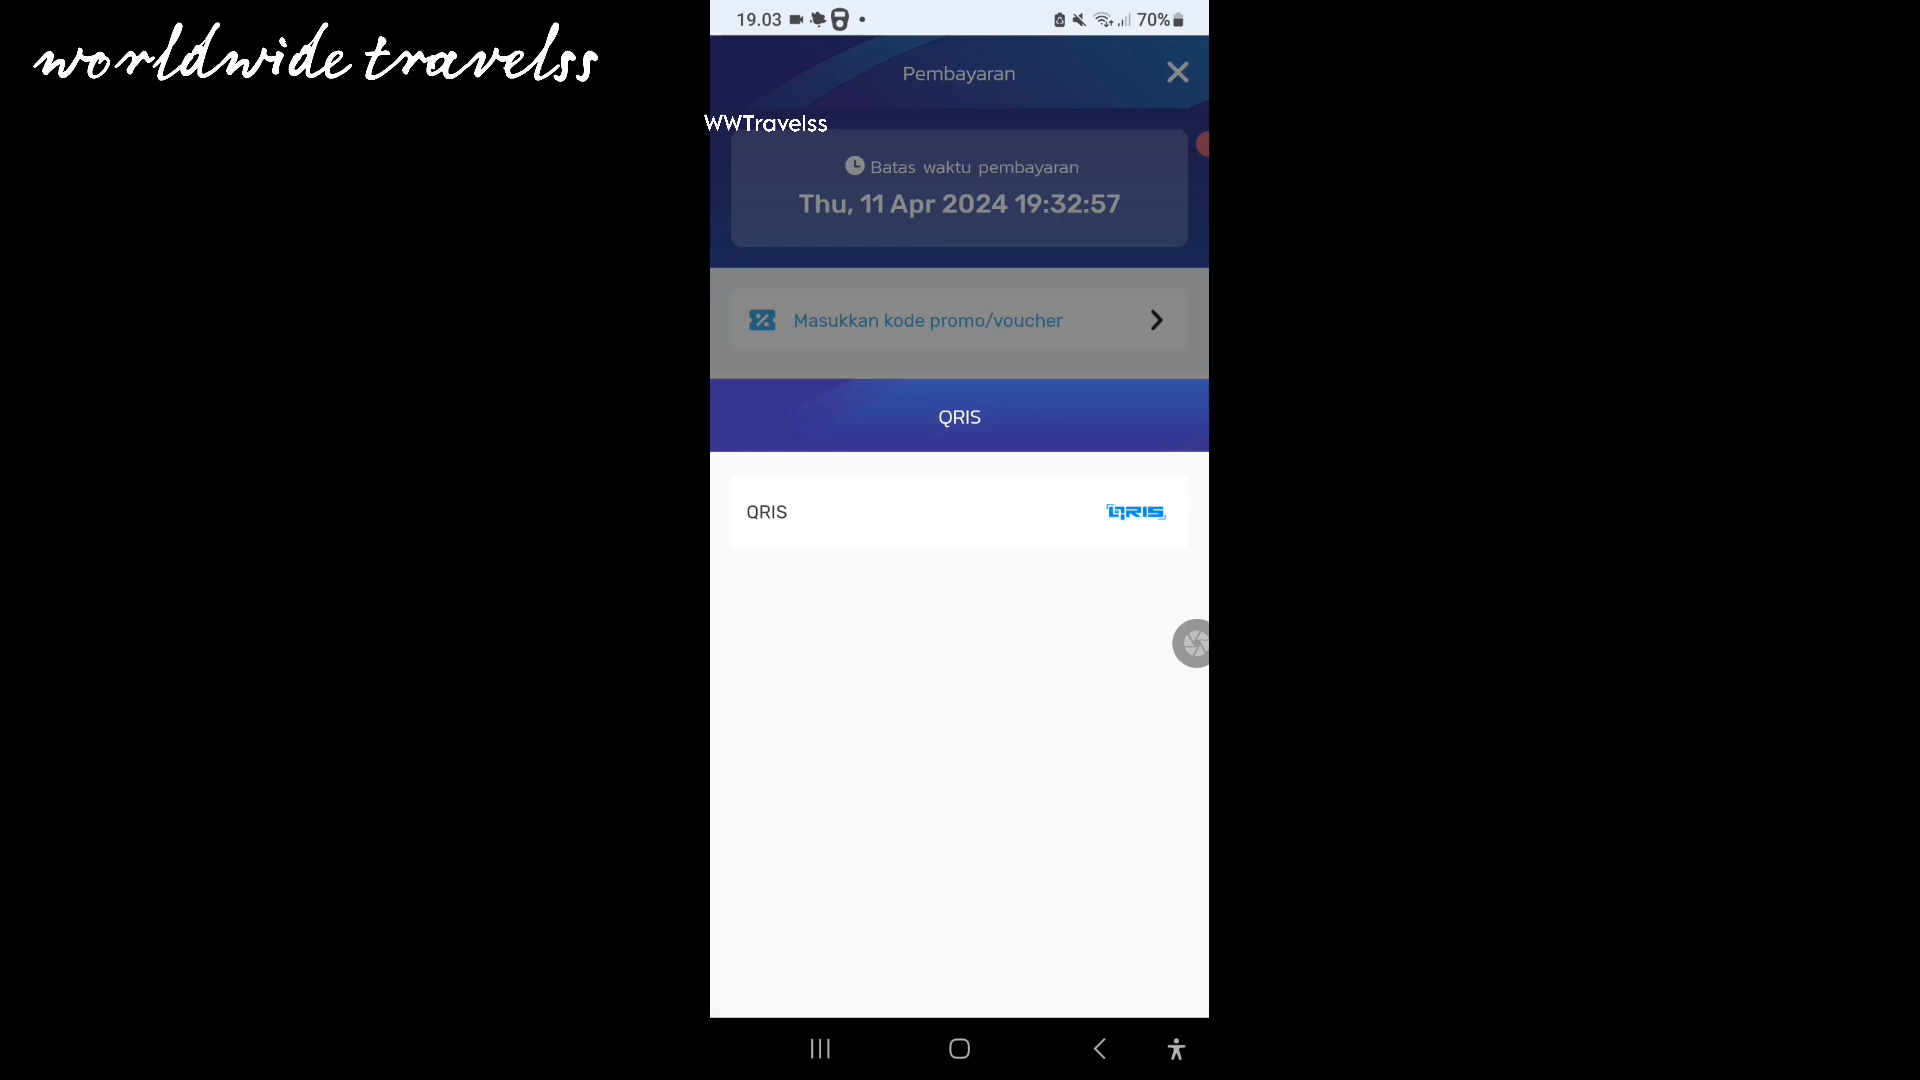 worldwide travelss
19.03
70%
Pembayaran
WWTravelss
Batas waktu pembayaran
Thu, 11 Apr 2024 19:32:57
Masukkan kode promo/voucher
QRIS
QRIS
QRIS